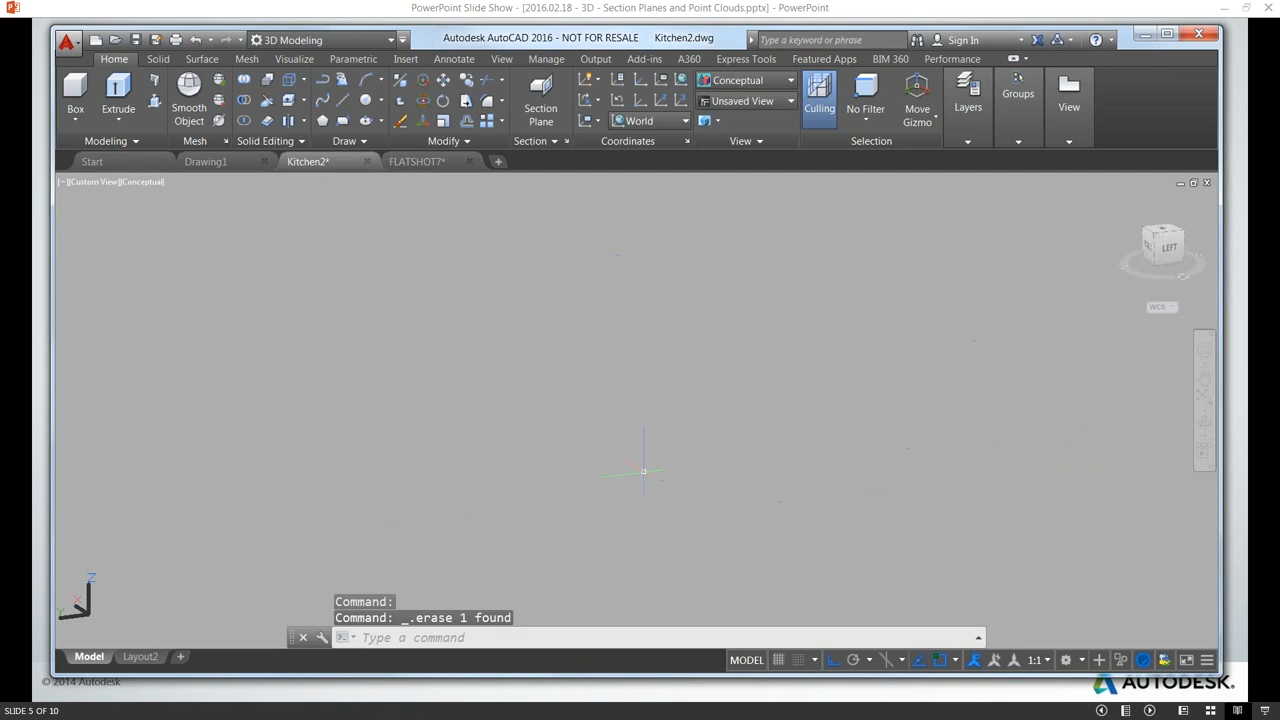 PowerPoint Slide Show - [2016.02.18 - 3D - Section Planes and Point Clouds.pptx] - PowerPoint
3D Modeling
Autodesk AutoCAD 2016 - NOT FOR RESALE Kitchen2.dwg
Type a keyword or phrase
Sign In
Home Solid Surface Mesh Visualize Parametric Insert Annotate View Manage Output Add-ins A360 Express Tools Featured Apps BIM 360 Performance
Box
Extrude
Smooth
Object
Section
Plane
Conceptual
Unsaved View
World
Culling
No Filter
Move
Gizmo
Layers
Groups
View
Modeling Mesh Solid Editing Draw Modify Section Coordinates View Selection
Start Drawing1 Kitchen2* FLATSHOT7*
[−][Custom View][Conceptual]
LEFT
WCS
Z
X
Y
Command:
Command: _.erase 1 found
Type a command
Model Layout2
MODEL
1:1
© 2014 Autodesk
AUTODESK.
SLIDE 5 OF 10